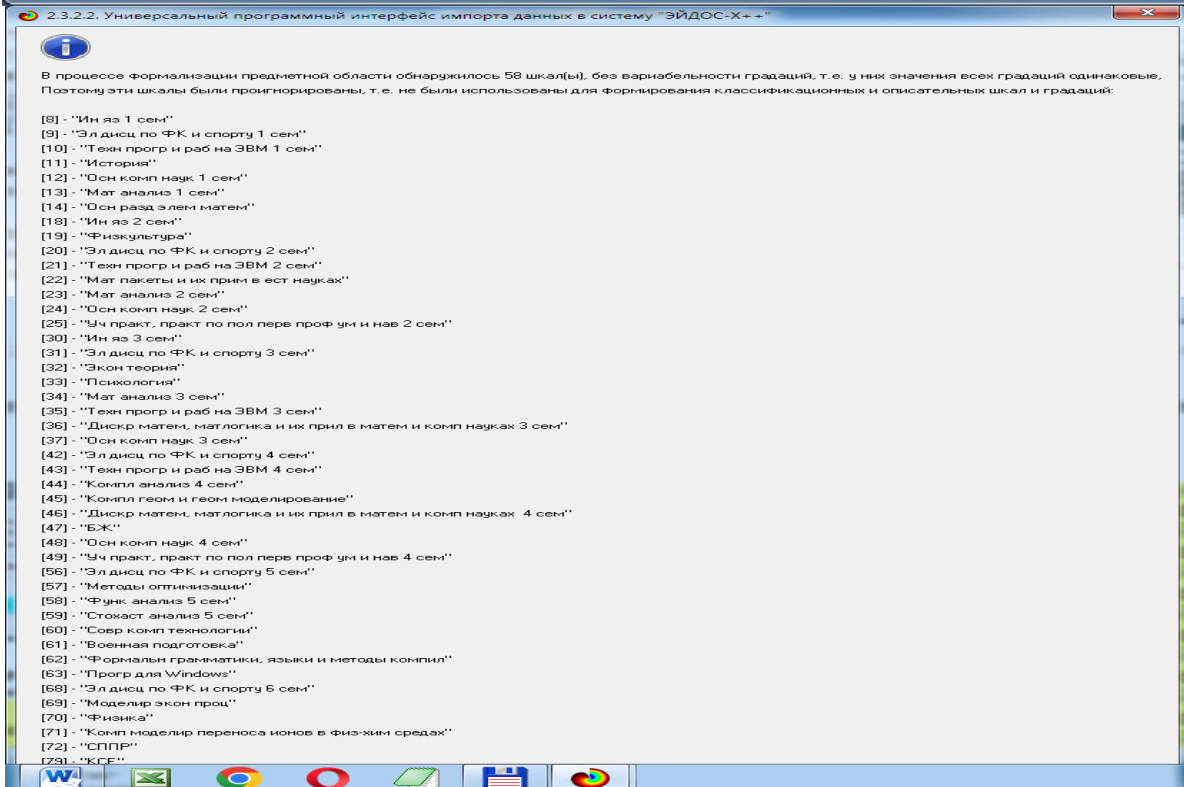 2.3.2.2. Универсальный программный интерфейс импорта данных в систему "ЭЙДОС-X++"
В процессе формализации предметной области обнаружилось 58 шкал(ы), без вариабельности градаций, т.е. у них значения всех градаций одинаковые,
Поэтому эти шкалы были проигнорированы, т.е. не были использованы для формирования классификационных и описательных шкал и градаций:
[8] - "Ин яз 1 сем"
[9] - "Эл дисц по ФК и спорту 1 сем"
[10] - "Техн прогр и раб на ЭВМ 1 сем"
[11] - "История"
[12] - "Осн комп наук 1 сем"
[13] - "Мат анализ 1 сем"
[14] - "Осн разд элем матем"
[18] - "Ин яз 2 сем"
[19] - "Физкультура"
[20] - "Эл дисц по ФК и спорту 2 сем"
[21] - "Техн прогр и раб на ЭВМ 2 сем"
[22] - "Мат пакеты и их прим в ест науках"
[23] - "Мат анализ 2 сем"
[24] - "Осн комп наук 2 сем"
[25] - "Уч практ, практ по пол перв проф ум и нав 2 сем"
[30] - "Ин яз 3 сем"
[31] - "Эл дисц по ФК и спорту 3 сем"
[32] - "Экон теория"
[33] - "Психология"
[34] - "Мат анализ 3 сем"
[35] - "Техн прогр и раб на ЭВМ 3 сем"
[36] - "Дискр матем, матлогика и их прил в матем и комп науках 3 сем"
[37] - "Осн комп наук 3 сем"
[42] - "Эл дисц по ФК и спорту 4 сем"
[43] - "Техн прогр и раб на ЭВМ 4 сем"
[44] - "Компл анализ 4 сем"
[45] - "Компл геом и геом моделирование"
[46] - "Дискр матем, матлогика и их прил в матем и комп науках  4 сем"
[47] - "БЖ"
[48] - "Осн комп наук 4 сем"
[49] - "Уч практ, практ по пол перв проф ум и нав 4 сем"
[56] - "Эл дисц по ФК и спорту 5 сем"
[57] - "Методы оптимизации"
[58] - "Функ анализ 5 сем"
[59] - "Стохаст анализ 5 сем"
[60] - "Совр комп технологии"
[61] - "Военная подготовка"
[62] - "Формальн грамматики, языки и методы компил"
[63] - "Прогр для Windows"
[68] - "Эл дисц по ФК и спорту 6 сем"
[69] - "Моделир экон проц"
[70] - "Физика"
[71] - "Комп моделир переноса ионов в физ-хим средах"
[72] - "СППР"
[79] - "КСЕ"